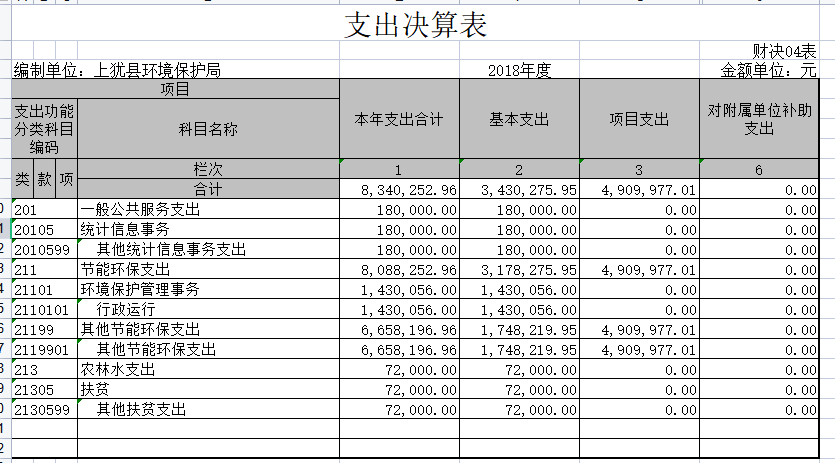 支出决算表
财决04表
编制单位：上犹县环境保护局 2018年度 金额单位：元
项目 本年支出合计 基本支出 项目支出 对附属单位补助支出
支出功能分类科目编码 科目名称
类 款 项 栏次 1 2 3 6
合计 8,340,252.96 3,430,275.95 4,909,977.01 0.00
201 一般公共服务支出 180,000.00 180,000.00 0.00 0.00
20105 统计信息事务 180,000.00 180,000.00 0.00 0.00
2010599 其他统计信息事务支出 180,000.00 180,000.00 0.00 0.00
211 节能环保支出 8,088,252.96 3,178,275.95 4,909,977.01 0.00
21101 环境保护管理事务 1,430,056.00 1,430,056.00 0.00 0.00
2110101 行政运行 1,430,056.00 1,430,056.00 0.00 0.00
21199 其他节能环保支出 6,658,196.96 1,748,219.95 4,909,977.01 0.00
2119901 其他节能环保支出 6,658,196.96 1,748,219.95 4,909,977.01 0.00
213 农林水支出 72,000.00 72,000.00 0.00 0.00
21305 扶贫 72,000.00 72,000.00 0.00 0.00
2130599 其他扶贫支出 72,000.00 72,000.00 0.00 0.00